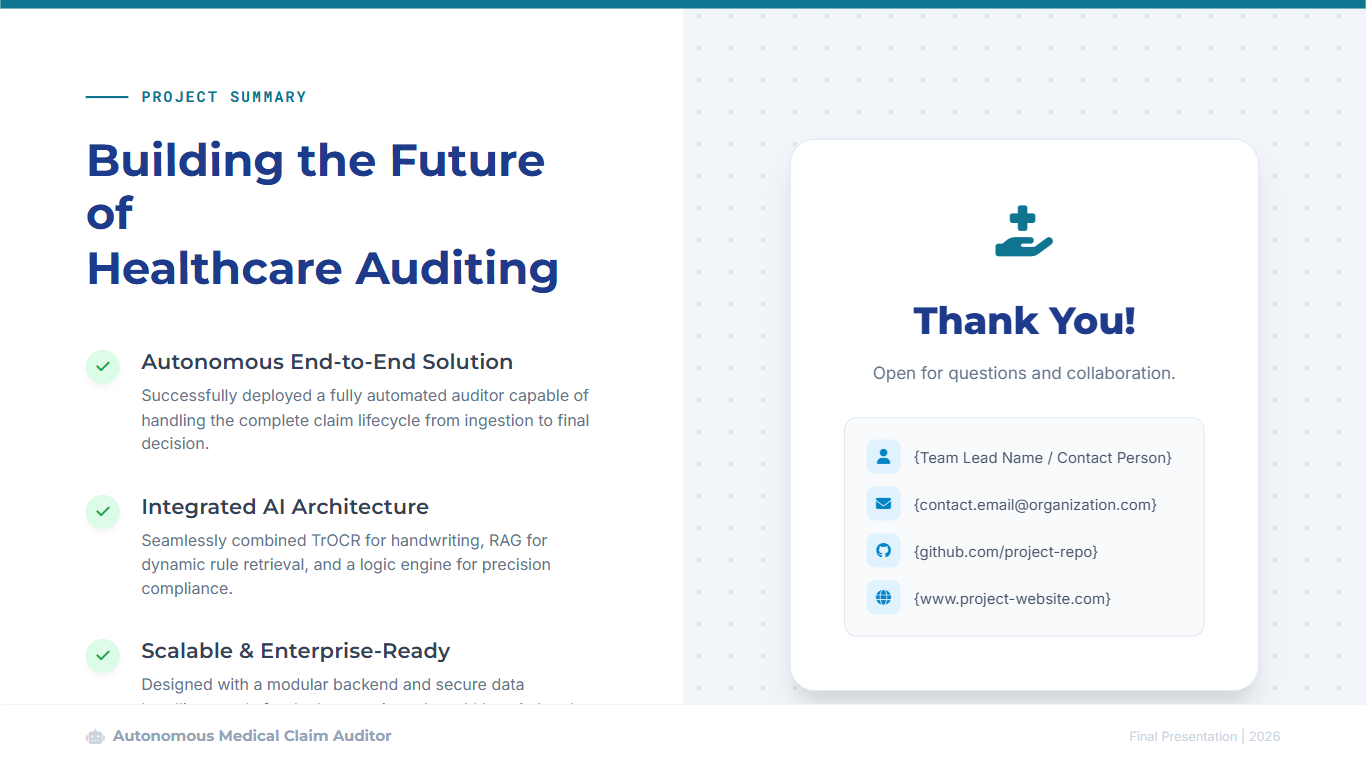 PROJECT SUMMARY
Building the Future
of
Healthcare Auditing
Autonomous End-to-End Solution
Successfully deployed a fully automated auditor capable of
handling the complete claim lifecycle from ingestion to final
decision.
Integrated AI Architecture
Seamlessly combined TrOCR for handwriting, RAG for
dynamic rule retrieval, and a logic engine for precision
compliance.
Scalable & Enterprise-Ready
Designed with a modular backend and secure data
Thank You!
Open for questions and collaboration.
{Team Lead Name / Contact Person}
{contact.email@organization.com}
{github.com/project-repo}
{www.project-website.com}
Autonomous Medical Claim Auditor
Final Presentation | 2026